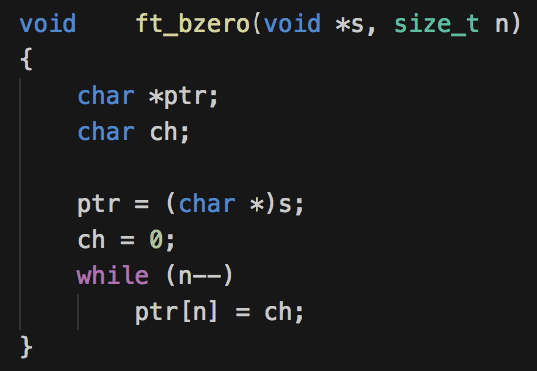 void    ft_bzero(void *s, size_t n)
{
    char *ptr;
    char ch;

    ptr = (char *)s;
    ch = 0;
    while (n--)
        ptr[n] = ch;
}